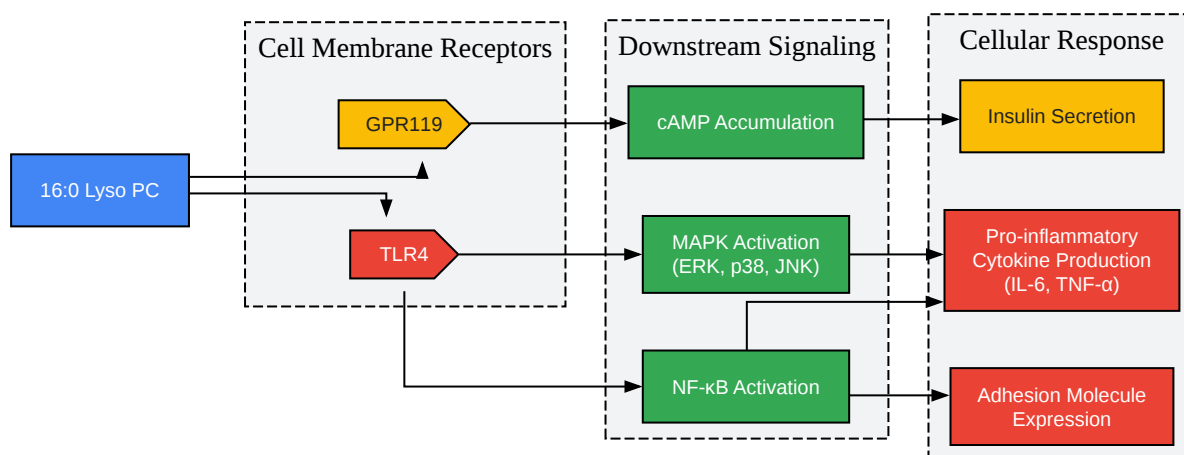 Cell Membrane Receptors
Downstream Signaling
Cellular Response
16:0 Lyso PC
GPR119
TLR4
cAMP Accumulation
MAPK Activation
(ERK, p38, JNK)
NF-κB Activation
Insulin Secretion
Pro-inflammatory
Cytokine Production
(IL-6, TNF-α)
Adhesion Molecule
Expression